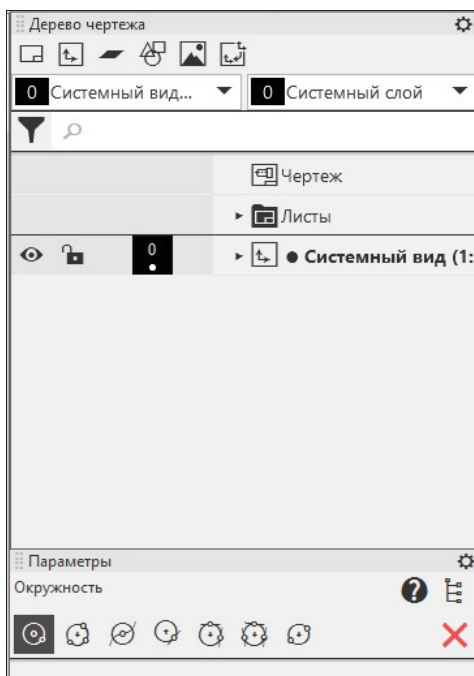 Дерево чертежа
0 Системный вид... 0 Системный слой
Чертеж
Листы
0 Системный вид (1:
Параметры
Окружность